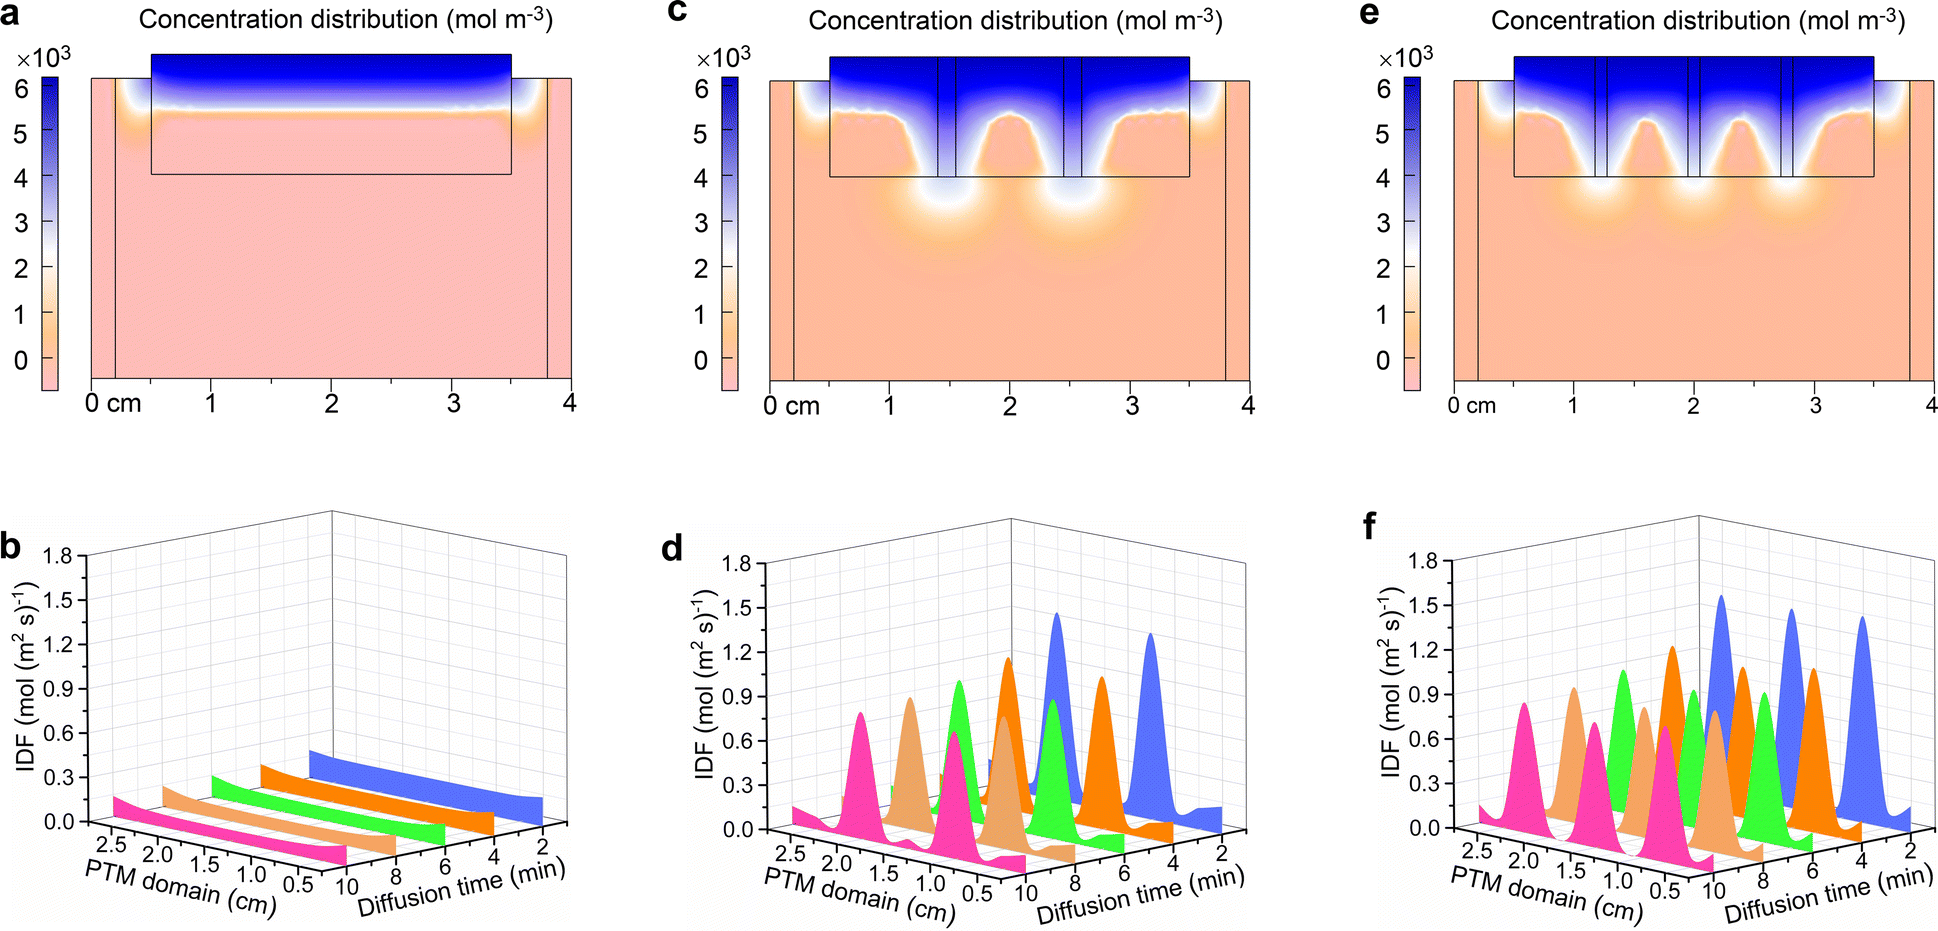 a
Concentration distribution (mol m-3)
×10³
6
5
4
3
2
1
0
0 cm 1 2 3 4
c
Concentration distribution (mol m-3)
×10³
6
5
4
3
2
1
0
0 cm 1 2 3 4
e
Concentration distribution (mol m-3)
×10³
6
5
4
3
2
1
0
0 cm 1 2 3 4
b
IDF (mol (m² s)-1)
1.8
1.5
1.2
0.9
0.6
0.3
0.0
2.5 2.0 1.5 1.0 0.5
PTM domain (cm)
10 8 6 4 2
Diffusion time (min)
d
IDF (mol (m² s)-1)
1.8
1.5
1.2
0.9
0.6
0.3
0.0
2.5 2.0 1.5 1.0 0.5
PTM domain (cm)
10 8 6 4 2
Diffusion time (min)
f
IDF (mol (m² s)-1)
1.8
1.5
1.2
0.9
0.6
0.3
0.0
2.5 2.0 1.5 1.0 0.5
PTM domain (cm)
10 8 6 4 2
Diffusion time (min)